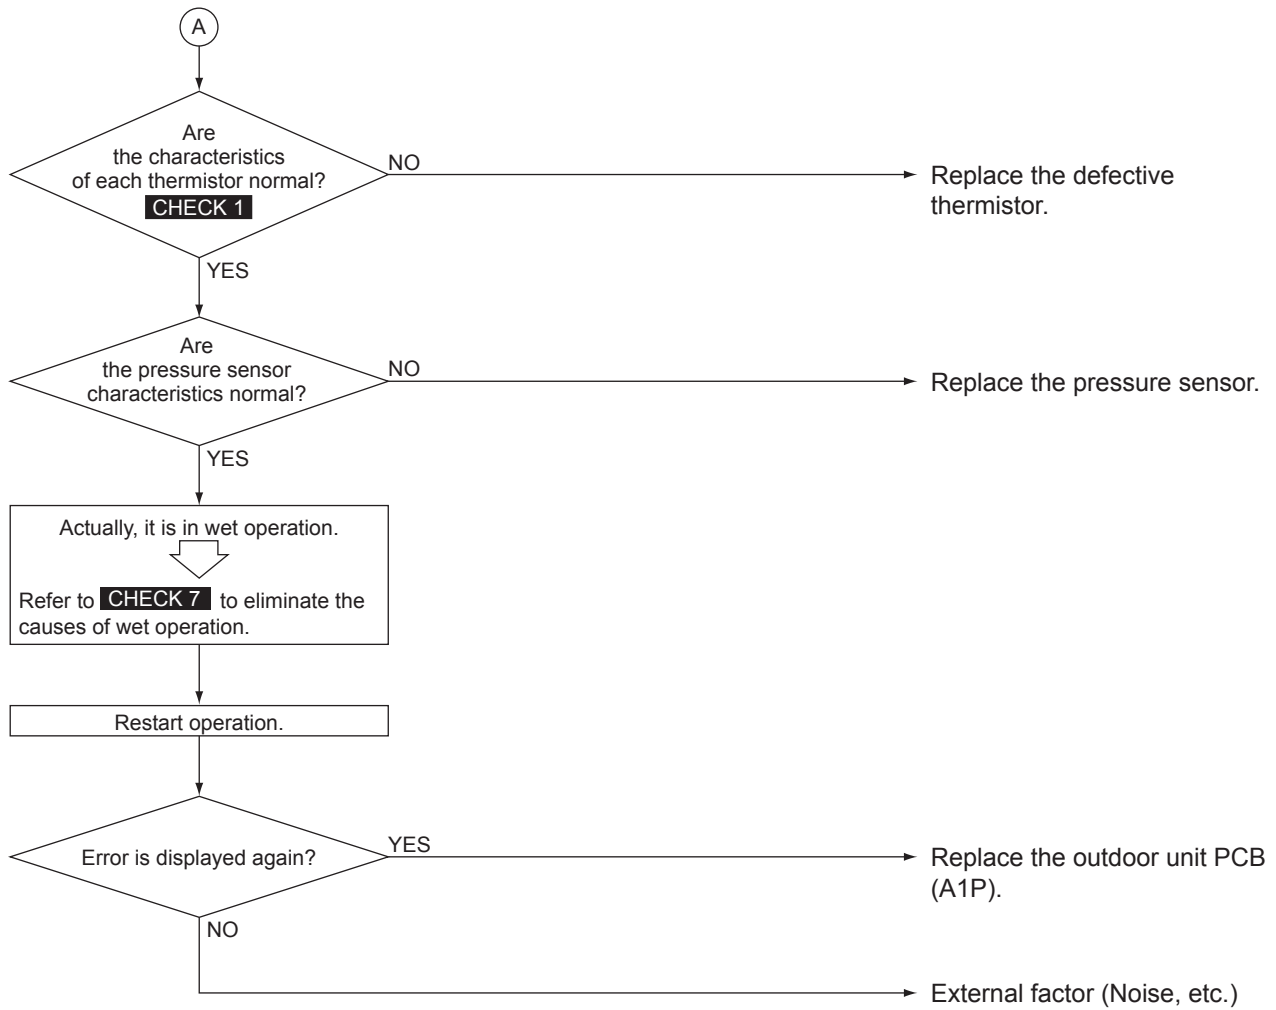 A
Are
the characteristics
of each thermistor normal?
CHECK 1
NO
Replace the defective
thermistor.
YES
Are
the pressure sensor
characteristics normal?
NO
Replace the pressure sensor.
YES
Actually, it is in wet operation.
Refer to CHECK 7 to eliminate the
causes of wet operation.
Restart operation.
Error is displayed again?
YES
Replace the outdoor unit PCB
(A1P).
NO
External factor (Noise, etc.)